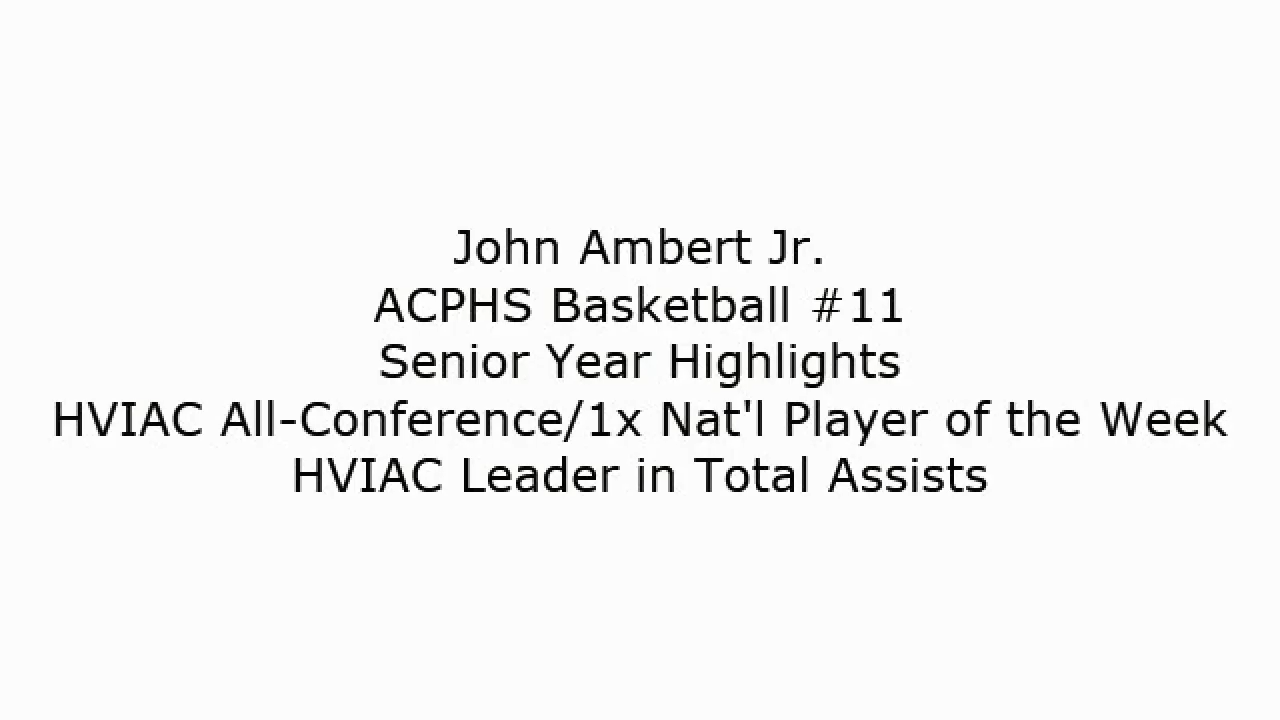 John Ambert Jr.
ACPHS Basketball #11
Senior Year Highlights
HVIAC All-Conference/1x Nat'l Player of the Week
HVIAC Leader in Total Assists